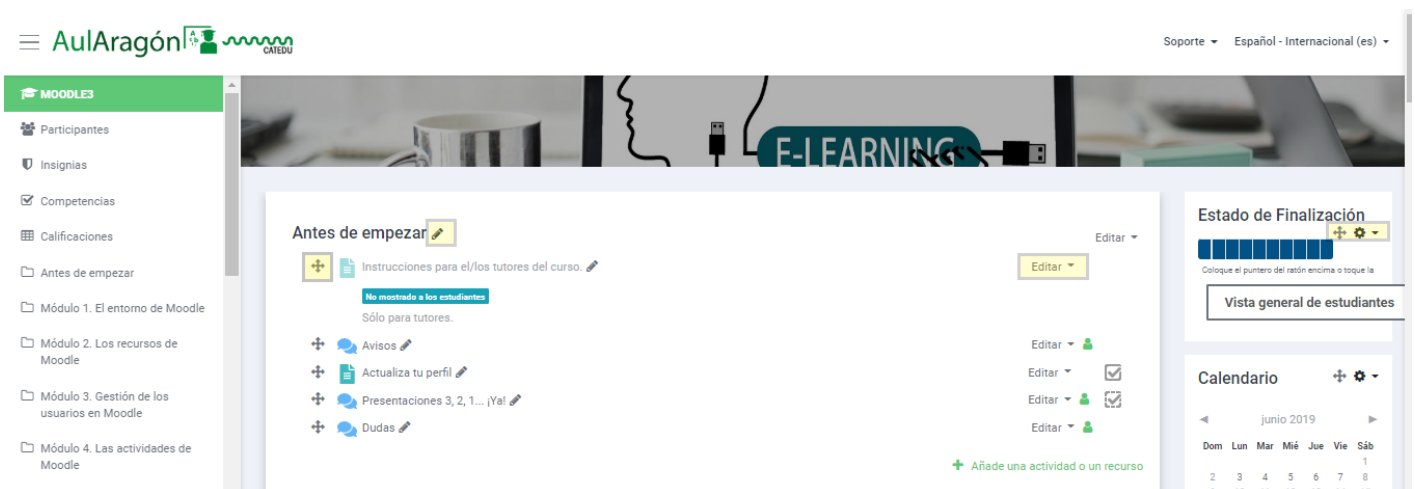 AulAragón
CATEDU
Soporte
Español - Internacional (es)
MOODLE3
Participantes
Insignias
Competencias
Calificaciones
Antes de empezar
Módulo 1. El entorno de Moodle
Módulo 2. Los recursos de
Moodle
Módulo 3. Gestión de los
usuarios en Moodle
Módulo 4. Las actividades de
Moodle
E-LEARNING
Antes de empezar
Editar
Instrucciones para el/los tutores del curso.
Editar
No mostrado a los estudiantes
Sólo para tutores.
Avisos
Editar
Actualiza tu perfil
Editar
Presentaciones 3, 2, 1... ¡Ya!
Editar
Dudas
Editar
Añade una actividad o un recurso
Estado de Finalización
Coloque el puntero del ratón encima o toque la
Vista general de estudiantes
Calendario
junio 2019
Dom Lun Mar Mié Jue Vie Sáb
1
2 3 4 5 6 7 8